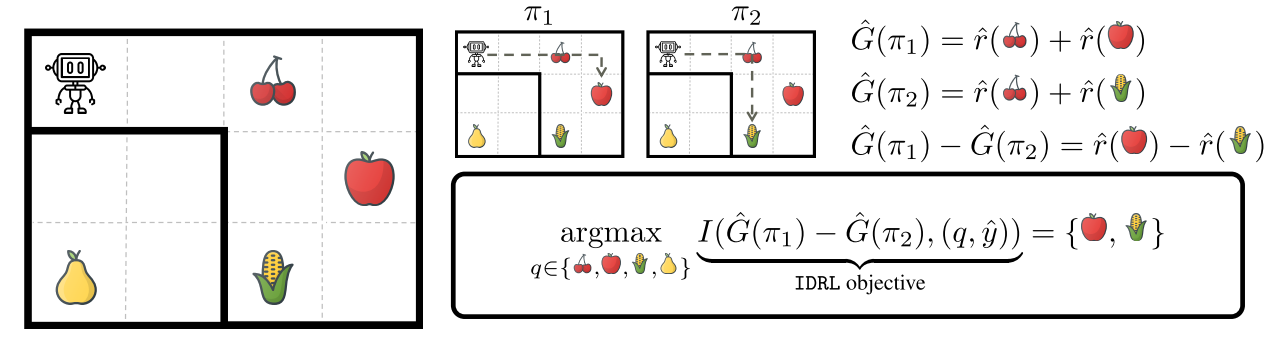 π₁
π₂
Ĝ(π₁) = r̂(🍒) + r̂(🍎)
Ĝ(π₂) = r̂(🍒) + r̂(🌽)
Ĝ(π₁) − Ĝ(π₂) = r̂(🍎) − r̂(🌽)
argmax I(Ĝ(π₁) − Ĝ(π₂), (q, ŷ)) = {🍎, 🌽}
q∈{🍒,🍎,🌽,🍐}
IDRL objective